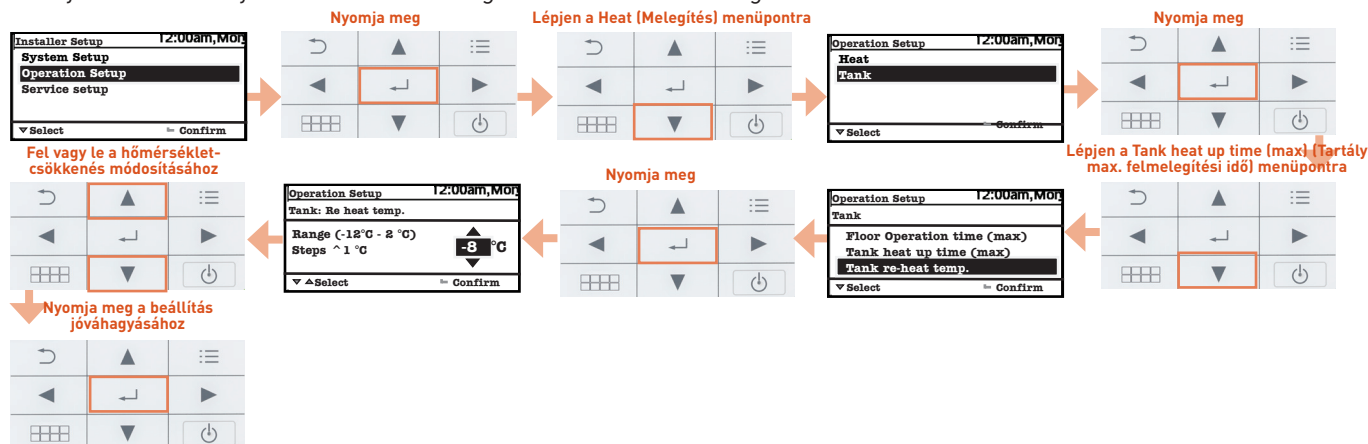 Nyomja meg
Lépjen a Heat (Melegítés) menüpontra
Nyomja meg
Installer Setup 12:00am,Mon
System Setup
Operation Setup
Service setup
▼Select Confirm
Operation Setup 12:00am,Mon
Heat
Tank
▼Select Confirm
Fel vagy le a hőmérséklet-
csökkenés módosításához
Nyomja meg
Lépjen a Tank heat up time (max) (Tartály
max. felmelegítési idő) menüpontra
Operation Setup 12:00am,Mon
Tank: Re heat temp.
Range (-12°C - 2 °C)
Steps ^1 °C
-8 °C
▼ ▲Select Confirm
Operation Setup 12:00am,Mon
Tank
Floor Operation time (max)
Tank heat up time (max)
Tank re-heat temp.
▼Select Confirm
Nyomja meg a beállítás
jóváhagyásához